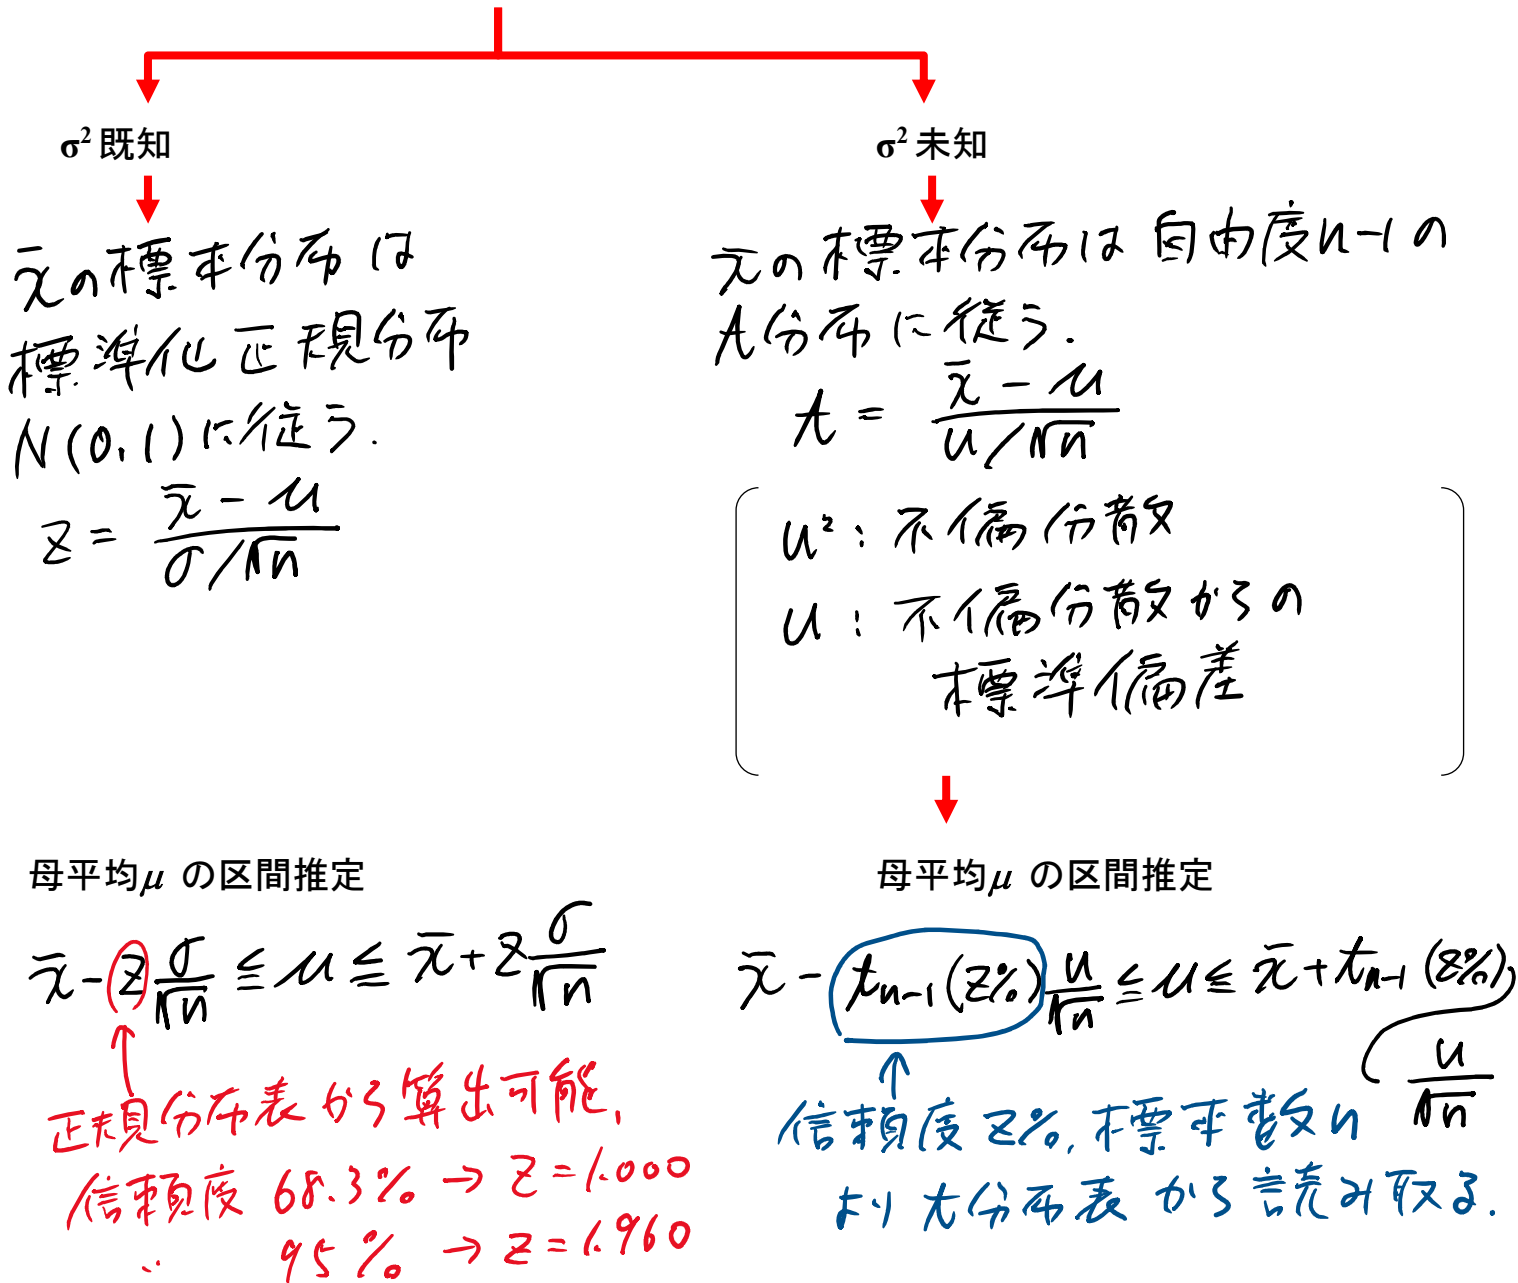 σ² 既知
x̄の標本分布は
標準化正規分布
N(0,1)に従う.
z = (x̄ - μ) / (σ/√n)
母平均μ の区間推定
x̄ - z σ/√n ≦ μ ≦ x̄ + z σ/√n
↑
正規分布表から算出可能,
信頼度 68.3% → z = 1.000
〃 95% → z = 1.960
σ² 未知
x̄の標本分布は自由度n-1の
t分布に従う.
t = (x̄ - μ) / (u/√n)
u²: 不偏分散
u: 不偏分散からの
標準偏差
母平均μ の区間推定
x̄ - tn-1(Z%) u/√n ≦ μ ≦ x̄ + tn-1(Z%)
u/√n
↑
信頼度 Z%, 標本数n
より t分布表から読み取る.